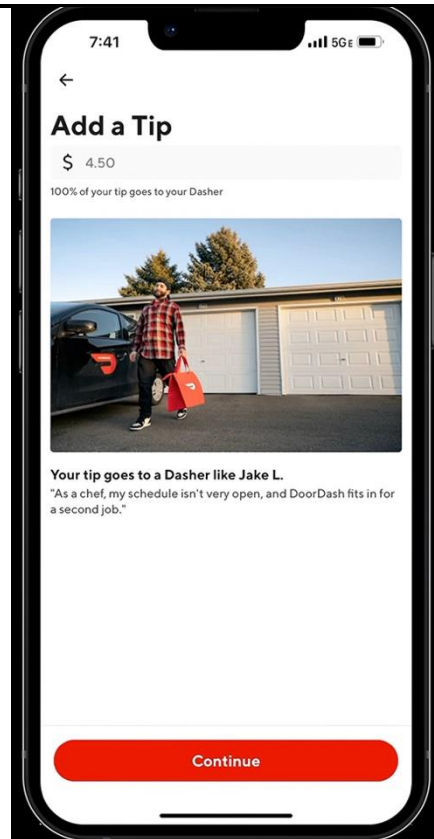 7:41
5GE
Add a Tip
$ 4.50
100% of your tip goes to your Dasher
Your tip goes to a Dasher like Jake L.
"As a chef, my schedule isn't very open, and DoorDash fits in for
a second job."
Continue